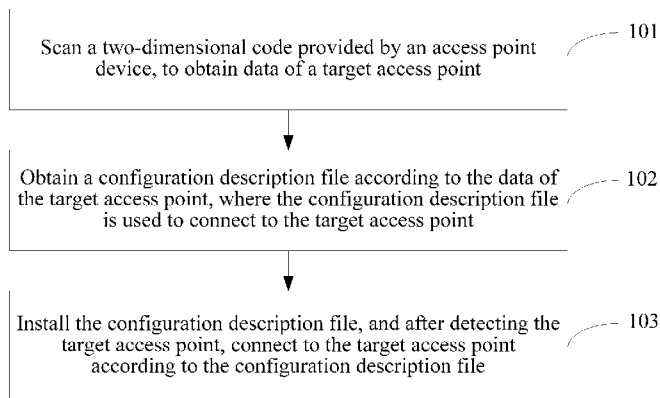 Scan a two-dimensional code provided by an access point
device, to obtain data of a target access point
101
Obtain a configuration description file according to the data of
the target access point, where the configuration description file
is used to connect to the target access point
102
Install the configuration description file, and after detecting the
target access point, connect to the target access point
according to the configuration description file
103